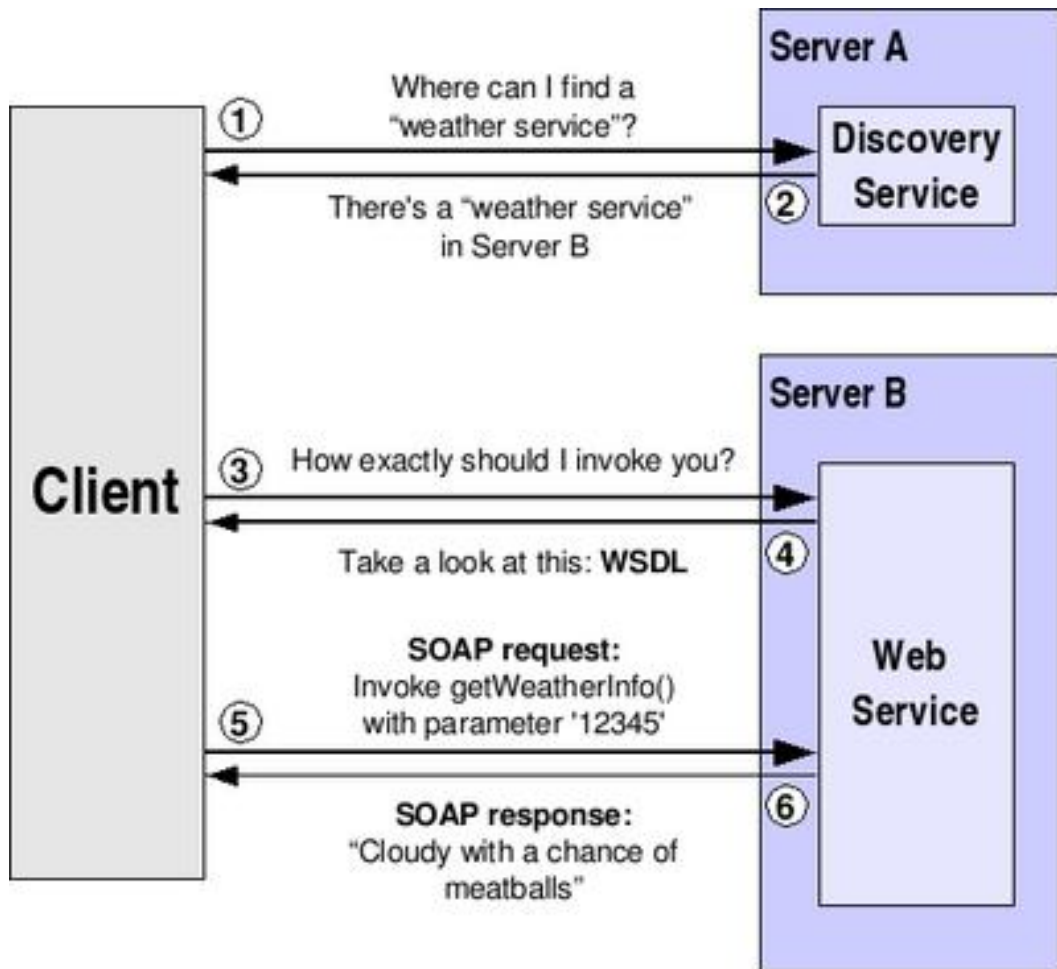 Server A
Where can I find a
“weather service”?
1
Discovery
Service
2
There's a “weather service”
in Server B
Server B
Client
3
How exactly should I invoke you?
4
Take a look at this: WSDL
SOAP request:
Invoke getWeatherInfo()
with parameter '12345'
5
Web
Service
6
SOAP response:
“Cloudy with a chance of
meatballs”